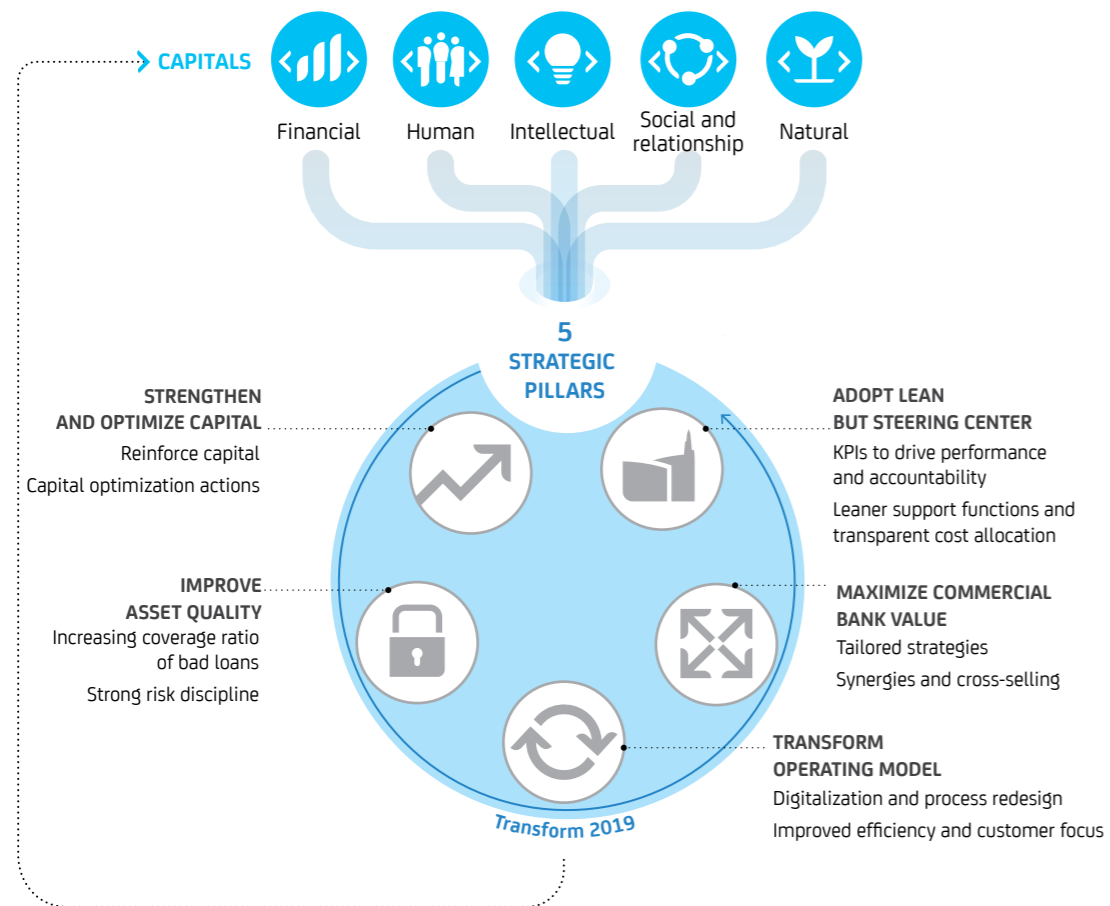 CAPITALS
Financial
Human
Intellectual
Social and
relationship
Natural
5
STRATEGIC
PILLARS
STRENGTHEN
AND OPTIMIZE CAPITAL
Reinforce capital
Capital optimization actions
IMPROVE
ASSET QUALITY
Increasing coverage ratio
of bad loans
Strong risk discipline
ADOPT LEAN
BUT STEERING CENTER
KPIs to drive performance
and accountability
Leaner support functions and
transparent cost allocation
MAXIMIZE COMMERCIAL
BANK VALUE
Tailored strategies
Synergies and cross-selling
TRANSFORM
OPERATING MODEL
Digitalization and process redesign
Improved efficiency and customer focus
Transform 2019